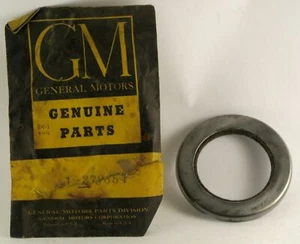 GM
GENERAL MOTORS
GENUINE
PARTS
GENERAL MOTORS PARTS DIVISION
GENERAL MOTORS CORPORATION